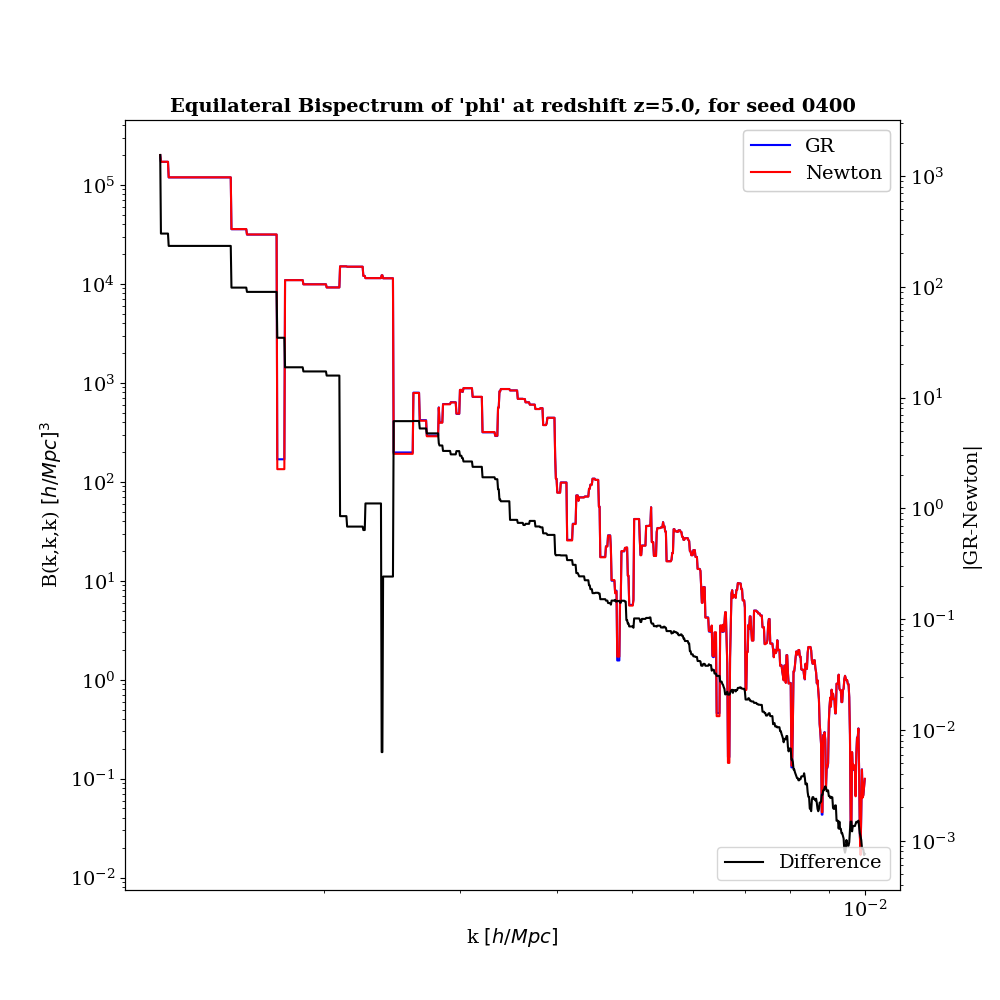 Equilateral Bispectrum of 'phi' at redshift z=5.0, for seed 0400
GR
Newton
10^5
10^4
10^3
10^2
10^1
10^0
10^-1
10^-2
B(k,k,k) [h/Mpc]^3
10^3
10^2
10^1
10^0
10^-1
10^-2
10^-3
|GR-Newton|
Difference
10^-2
k [h/Mpc]